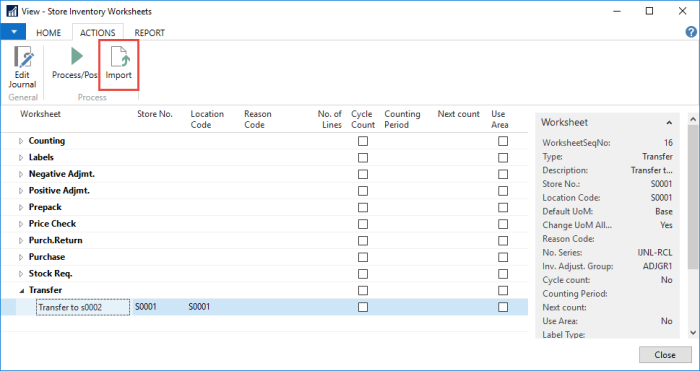 View - Store Inventory Worksheets
HOME ACTIONS REPORT
Edit Journal
Process/Post
Import
General
Process
Worksheet Store No. Location Code Reason Code No. of Lines Cycle Count Counting Period Next count Use Area
Counting
Labels
Negative Adjmt.
Positive Adjmt.
Prepack
Price Check
Purch.Return
Purchase
Stock Req.
Transfer
Transfer to s0002 S0001 S0001
Worksheet
WorksheetSeqNo: 16
Type: Transfer
Description: Transfer t...
Store No.: S0001
Location Code: S0001
Default UoM: Base
Change UoM All... Yes
Reason Code:
No. Series: IJNL-RCL
Inv. Adjust. Group: ADJGR1
Cycle count: No
Counting Period:
Next count:
Use Area: No
Label Type:
Close